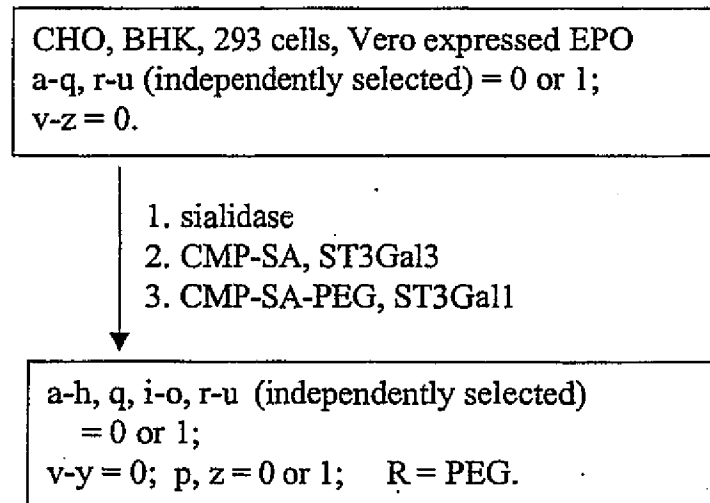 CHO, BHK, 293 cells, Vero expressed EPO
a-q, r-u (independently selected) = 0 or 1;
v-z = 0.
1. sialidase
2. CMP-SA, ST3Gal3
3. CMP-SA-PEG, ST3Gal1
a-h, q, i-o, r-u (independently selected)
= 0 or 1;
v-y = 0; p, z = 0 or 1; R = PEG.